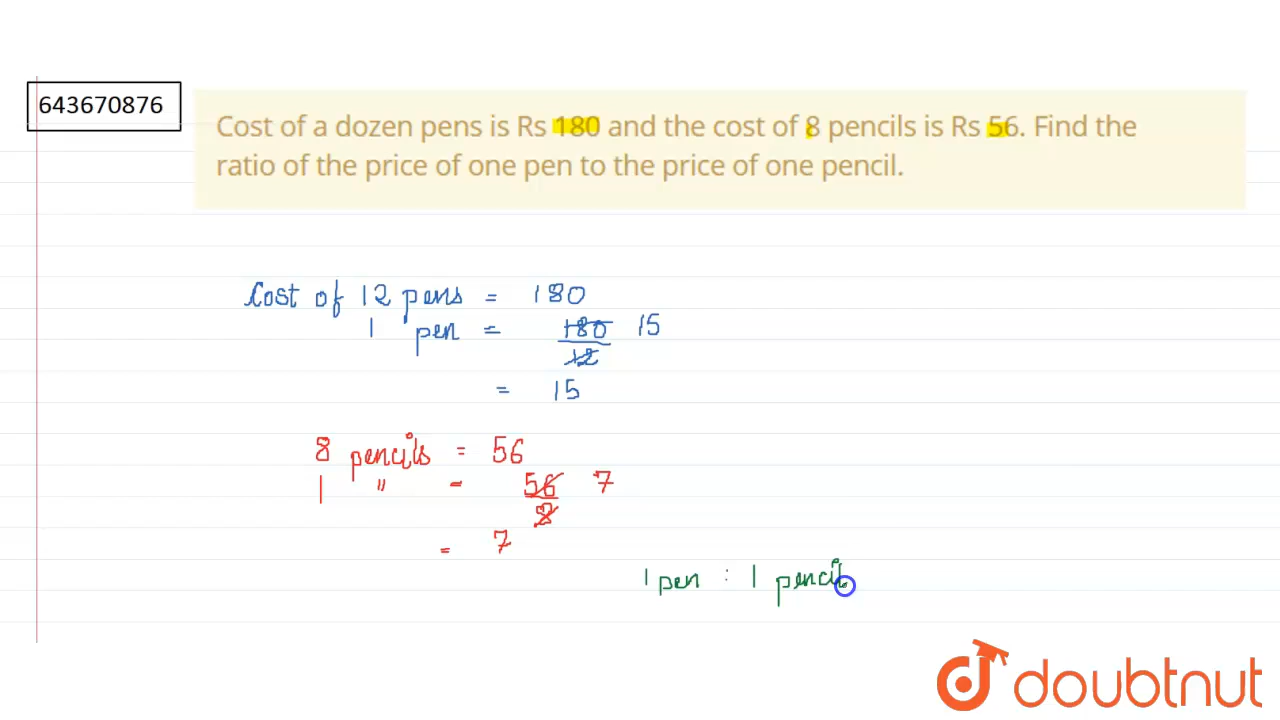 643670876
Cost of a dozen pens is Rs 180 and the cost of 8 pencils is Rs 56. Find the
ratio of the price of one pen to the price of one pencil.
Cost of 12 pens = 180
1 pen = 180 15
12
= 15
8 pencils = 56
1 " = 56 7
8
= 7
1 pen : 1 pencil
doubtnut